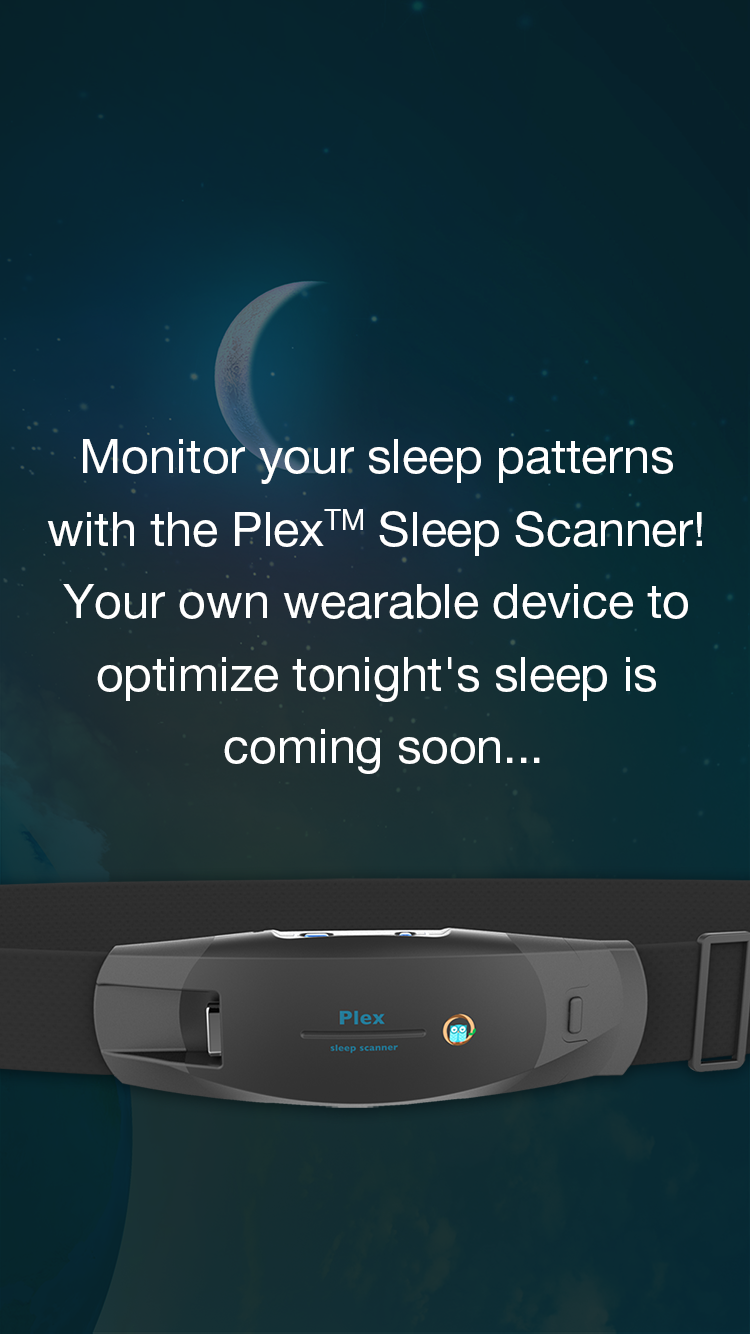 Monitor your sleep patterns
with the Plex™ Sleep Scanner!
Your own wearable device to
optimize tonight's sleep is
coming soon...
Plex
sleep scanner